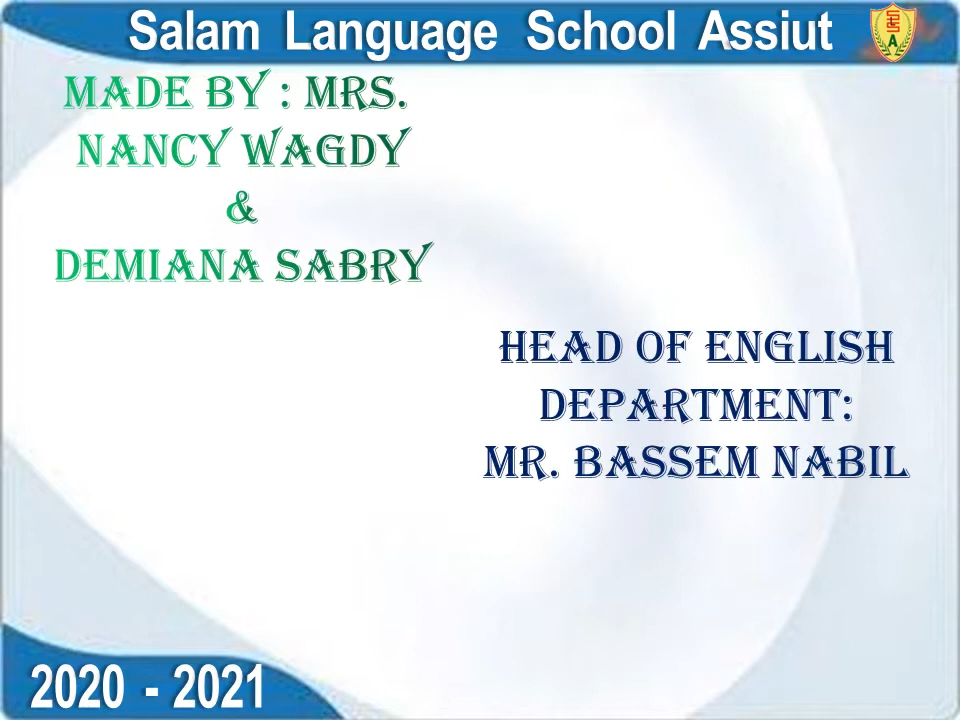 Salam Language School Assiut
MADE BY : MRS.
NANCY WAGDY
&
DEMIANA SABRY
HEAD OF ENGLISH
DEPARTMENT:
MR. BASSEM NABIL
2020 - 2021